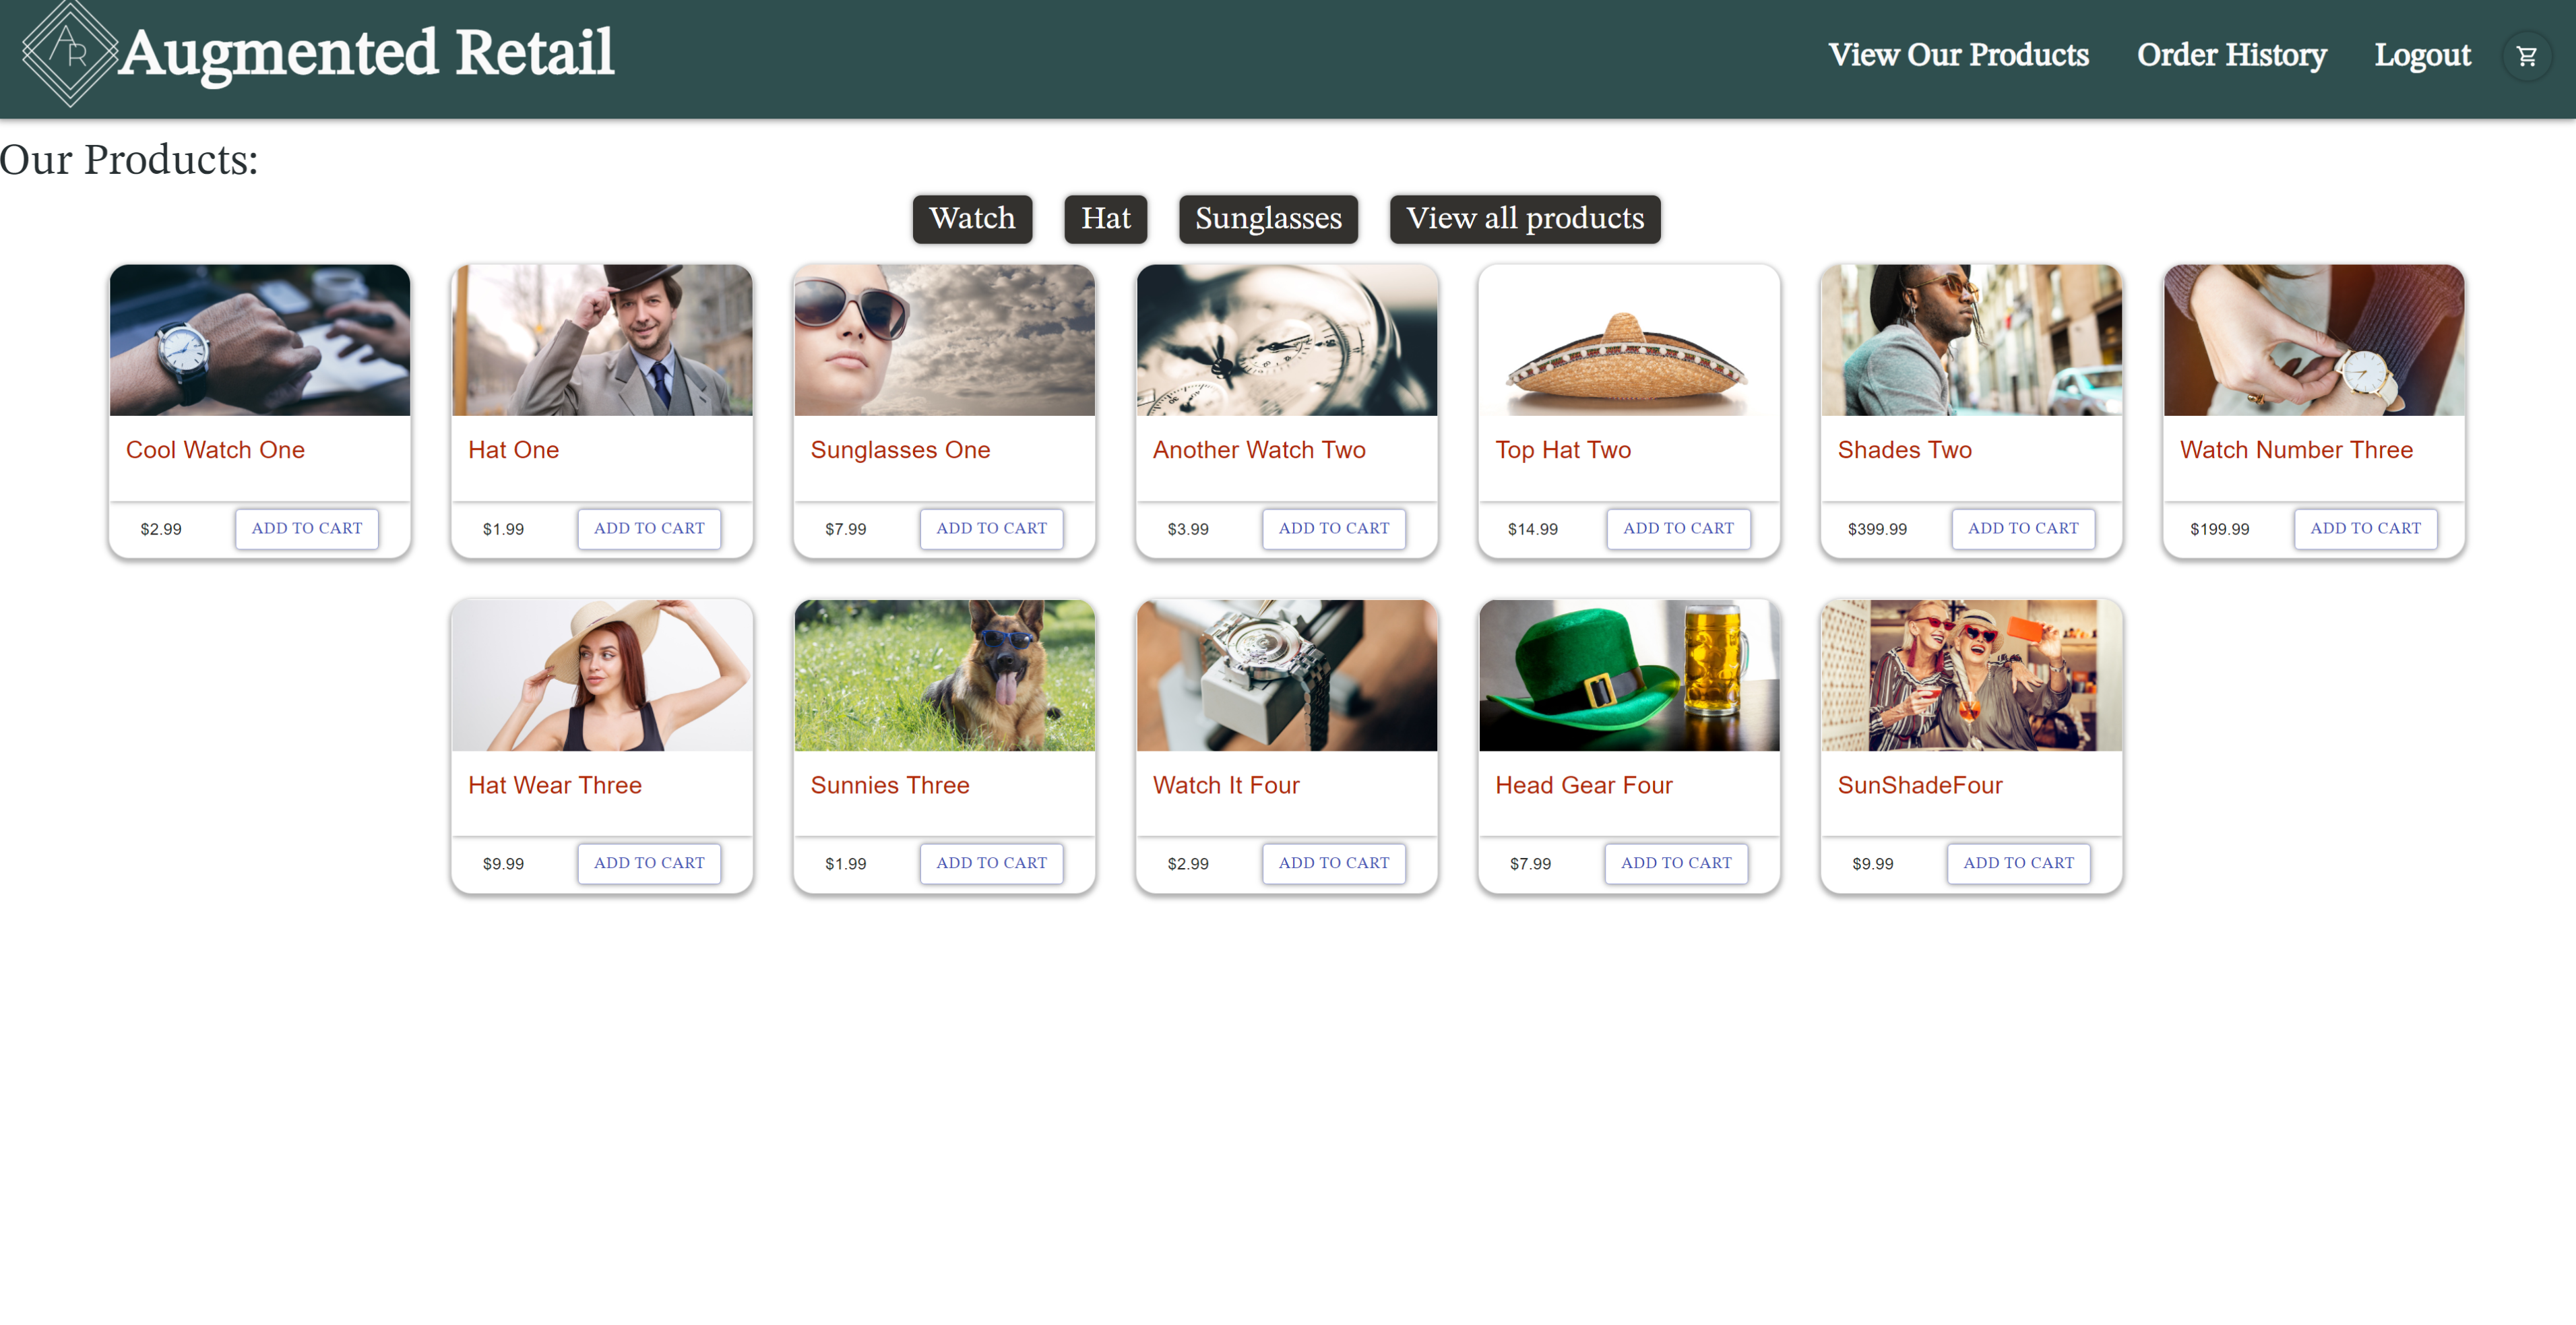 AR Augmented Retail
View Our Products Order History Logout
Our Products:
Watch Hat Sunglasses View all products
Cool Watch One
$2.99 ADD TO CART
Hat One
$1.99 ADD TO CART
Sunglasses One
$7.99 ADD TO CART
Another Watch Two
$3.99 ADD TO CART
Top Hat Two
$14.99 ADD TO CART
Shades Two
$399.99 ADD TO CART
Watch Number Three
$199.99 ADD TO CART
Hat Wear Three
$9.99 ADD TO CART
Sunnies Three
$1.99 ADD TO CART
Watch It Four
$2.99 ADD TO CART
Head Gear Four
$7.99 ADD TO CART
SunShadeFour
$9.99 ADD TO CART